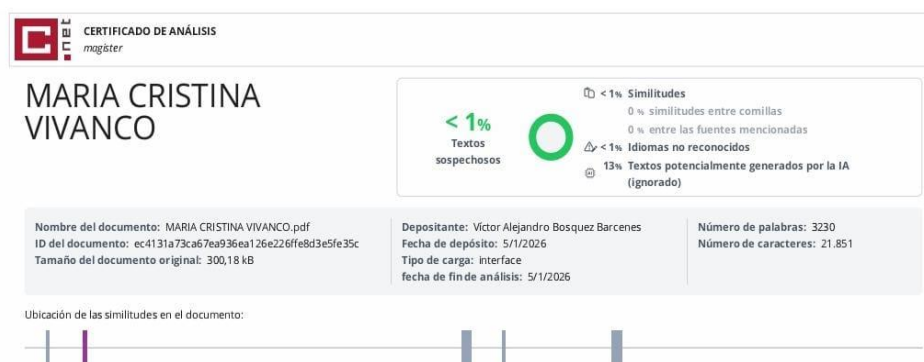 C.net
CERTIFICADO DE ANÁLISIS
magister
MARIA CRISTINA
VIVANCO
< 1%
Textos
sospechosos
< 1% Similitudes
0 % similitudes entre comillas
0 % entre las fuentes mencionadas
< 1% Idiomas no reconocidos
13% Textos potencialmente generados por la IA
(ignorado)
Nombre del documento: MARIA CRISTINA VIVANCO.pdf
ID del documento: ec4131a73ca67ea936ea126e226ffe8d3e5fe35c
Tamaño del documento original: 300,18 kB
Depositante: Víctor Alejandro Bosquez Barcenes
Fecha de depósito: 5/1/2026
Tipo de carga: interface
fecha de fin de análisis: 5/1/2026
Número de palabras: 3230
Número de caracteres: 21.851
Ubicación de las similitudes en el documento: